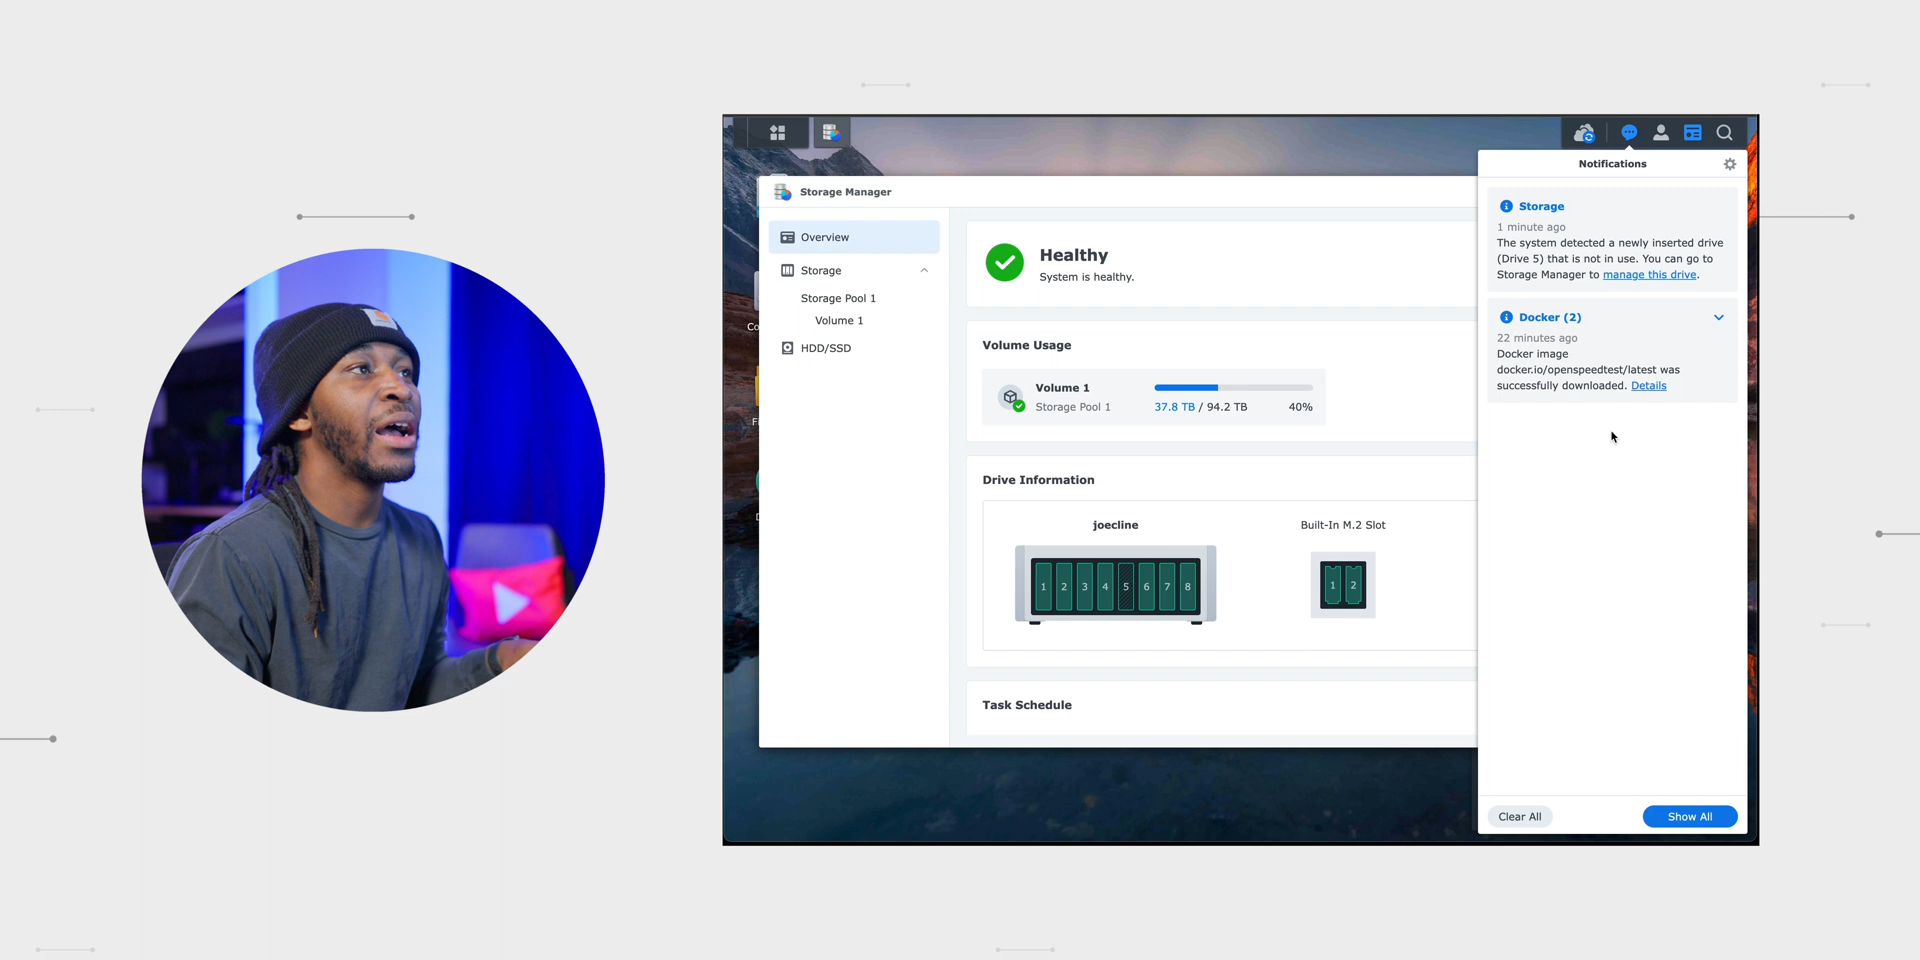 Storage Manager
Overview
Storage
Storage Pool 1
Volume 1
HDD/SSD
Healthy
System is healthy.
Volume Usage
Volume 1
Storage Pool 1
37.8 TB / 94.2 TB
40%
Drive Information
joecline
1 2 3 4 5 6 7 8
Built-In M.2 Slot
1 2
Task Schedule
Notifications
Storage
1 minute ago
The system detected a newly inserted drive
(Drive 5) that is not in use. You can go to
Storage Manager to manage this drive.
Docker (2)
22 minutes ago
Docker image
docker.io/openspeedtest/latest was
successfully downloaded. Details
Clear All
Show All